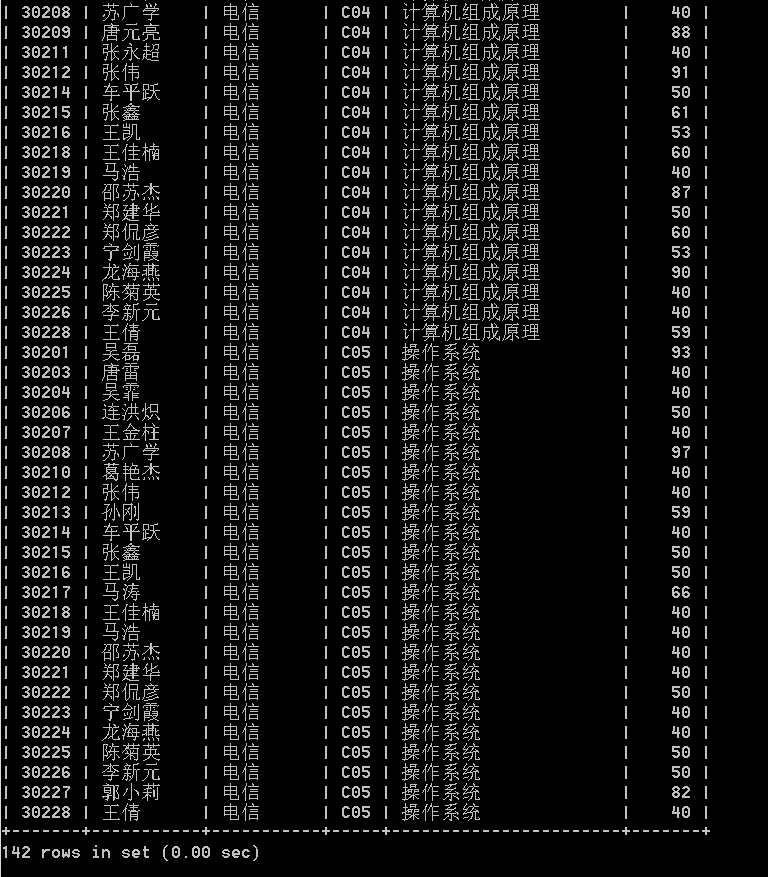 | 30208 | 苏广学 | 电信 | C04 | 计算机组成原理 | 40 |
| 30209 | 唐元亮 | 电信 | C04 | 计算机组成原理 | 88 |
| 30211 | 张永超 | 电信 | C04 | 计算机组成原理 | 40 |
| 30212 | 张伟 | 电信 | C04 | 计算机组成原理 | 91 |
| 30214 | 车平跃 | 电信 | C04 | 计算机组成原理 | 50 |
| 30215 | 张鑫 | 电信 | C04 | 计算机组成原理 | 61 |
| 30216 | 王凯 | 电信 | C04 | 计算机组成原理 | 53 |
| 30218 | 王佳楠 | 电信 | C04 | 计算机组成原理 | 60 |
| 30219 | 马浩 | 电信 | C04 | 计算机组成原理 | 40 |
| 30220 | 邵苏杰 | 电信 | C04 | 计算机组成原理 | 87 |
| 30221 | 郑建华 | 电信 | C04 | 计算机组成原理 | 50 |
| 30222 | 郑侃彦 | 电信 | C04 | 计算机组成原理 | 60 |
| 30223 | 宁剑霞 | 电信 | C04 | 计算机组成原理 | 53 |
| 30224 | 龙海燕 | 电信 | C04 | 计算机组成原理 | 90 |
| 30225 | 陈菊英 | 电信 | C04 | 计算机组成原理 | 40 |
| 30226 | 李新元 | 电信 | C04 | 计算机组成原理 | 40 |
| 30228 | 王倩 | 电信 | C04 | 计算机组成原理 | 59 |
| 30201 | 吴磊 | 电信 | C05 | 操作系统 | 93 |
| 30203 | 唐雷 | 电信 | C05 | 操作系统 | 40 |
| 30204 | 吴霏 | 电信 | C05 | 操作系统 | 40 |
| 30206 | 连洪炽 | 电信 | C05 | 操作系统 | 50 |
| 30207 | 王金柱 | 电信 | C05 | 操作系统 | 40 |
| 30208 | 苏广学 | 电信 | C05 | 操作系统 | 97 |
| 30210 | 葛艳杰 | 电信 | C05 | 操作系统 | 40 |
| 30212 | 张伟 | 电信 | C05 | 操作系统 | 40 |
| 30213 | 孙刚 | 电信 | C05 | 操作系统 | 59 |
| 30214 | 车平跃 | 电信 | C05 | 操作系统 | 40 |
| 30215 | 张鑫 | 电信 | C05 | 操作系统 | 50 |
| 30216 | 王凯 | 电信 | C05 | 操作系统 | 50 |
| 30217 | 马涛 | 电信 | C05 | 操作系统 | 66 |
| 30218 | 王佳楠 | 电信 | C05 | 操作系统 | 40 |
| 30219 | 马浩 | 电信 | C05 | 操作系统 | 40 |
| 30220 | 邵苏杰 | 电信 | C05 | 操作系统 | 40 |
| 30221 | 郑建华 | 电信 | C05 | 操作系统 | 40 |
| 30222 | 郑侃彦 | 电信 | C05 | 操作系统 | 50 |
| 30223 | 宁剑霞 | 电信 | C05 | 操作系统 | 40 |
| 30224 | 龙海燕 | 电信 | C05 | 操作系统 | 40 |
| 30225 | 陈菊英 | 电信 | C05 | 操作系统 | 50 |
| 30226 | 李新元 | 电信 | C05 | 操作系统 | 50 |
| 30227 | 郭小莉 | 电信 | C05 | 操作系统 | 82 |
| 30228 | 王倩 | 电信 | C05 | 操作系统 | 40 |
+-------+-----------+-----------+-----+-----------------------+-------+
142 rows in set (0.00 sec)